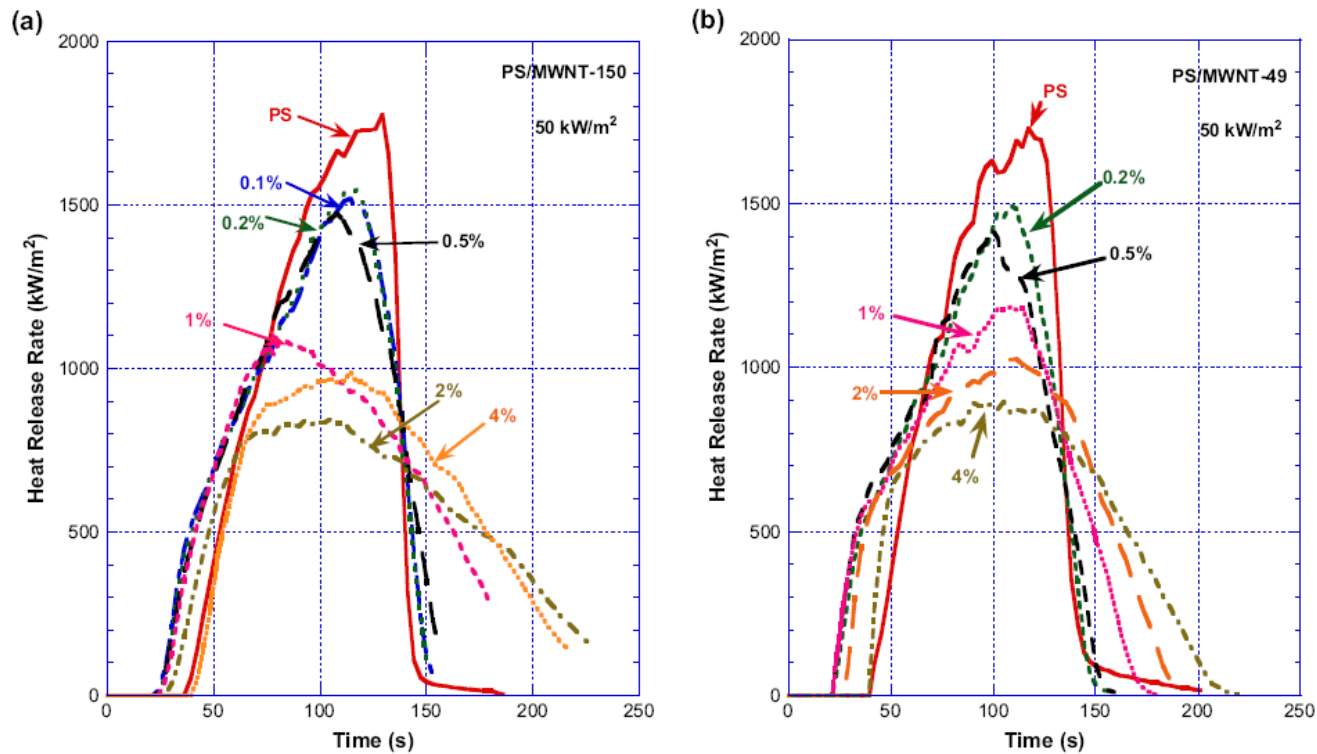 (a)
2000
1500
1000
500
0
0
50
100
150
200
250
Heat Release Rate (kW/m²)
Time (s)
PS/MWNT-150
50 kW/m²
PS
0.1%
0.2%
0.5%
1%
2%
4%
(b)
2000
1500
1000
500
0
0
50
100
150
200
250
Heat Release Rate (kW/m²)
Time (s)
PS/MWNT-49
50 kW/m²
PS
0.2%
0.5%
1%
2%
4%